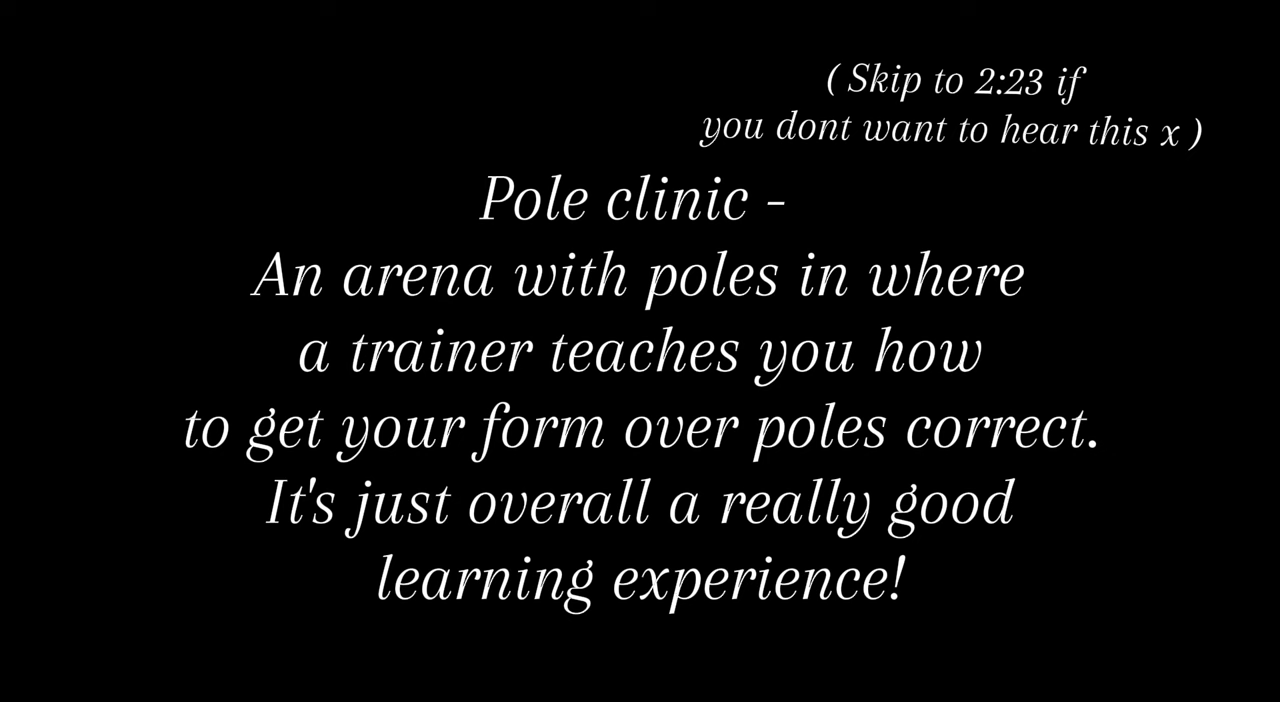 ( Skip to 2:23 if
you dont want to hear this x )
Pole clinic -
An arena with poles in where
a trainer teaches you how
to get your form over poles correct.
It's just overall a really good
learning experience!